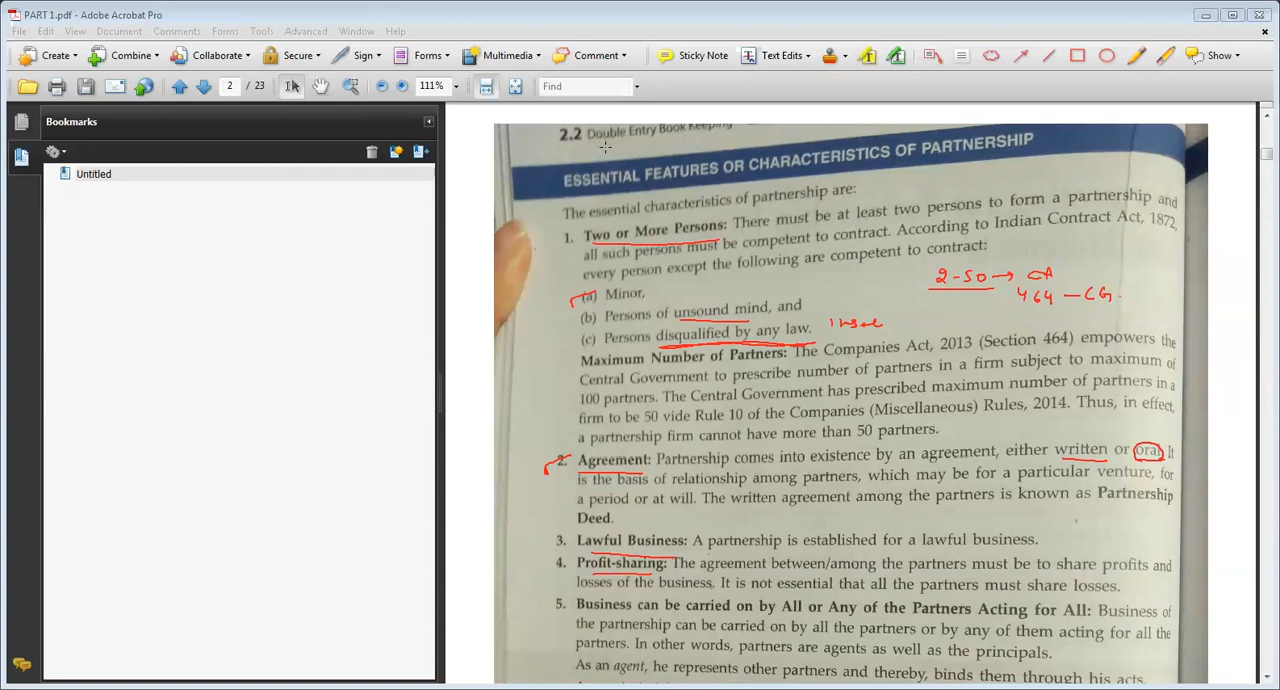 PART 1.pdf - Adobe Acrobat Pro
File Edit View Document Comments Forms Tools Advanced Window Help
Create Combine Collaborate Secure Sign Forms Multimedia Comment Sticky Note Text Edits Show
2 / 23 111% Find
Bookmarks
Untitled
2.2 Double Entry Book Keeping
ESSENTIAL FEATURES OR CHARACTERISTICS OF PARTNERSHIP
The essential characteristics of partnership are:
1. Two or More Persons: There must be at least two persons to form a partnership and
all such persons must be competent to contract. According to Indian Contract Act, 1872,
every person except the following are competent to contract:
(a) Minor,
(b) Persons of unsound mind, and
(c) Persons disqualified by any law.
2-50 → CA
464 — CG
Maximum Number of Partners: The Companies Act, 2013 (Section 464) empowers the
Central Government to prescribe number of partners in a firm subject to maximum of
100 partners. The Central Government has prescribed maximum number of partners in a
firm to be 50 vide Rule 10 of the Companies (Miscellaneous) Rules, 2014. Thus, in effect,
a partnership firm cannot have more than 50 partners.
2. Agreement: Partnership comes into existence by an agreement, either written or oral. It
is the basis of relationship among partners, which may be for a particular venture, for
a period or at will. The written agreement among the partners is known as Partnership
Deed.
3. Lawful Business: A partnership is established for a lawful business.
4. Profit-sharing: The agreement between/among the partners must be to share profits and
losses of the business. It is not essential that all the partners must share losses.
5. Business can be carried on by All or Any of the Partners Acting for All: Business of
the partnership can be carried on by all the partners or by any of them acting for all the
partners. In other words, partners are agents as well as the principals.
As an agent, he represents other partners and thereby, binds them through his acts.